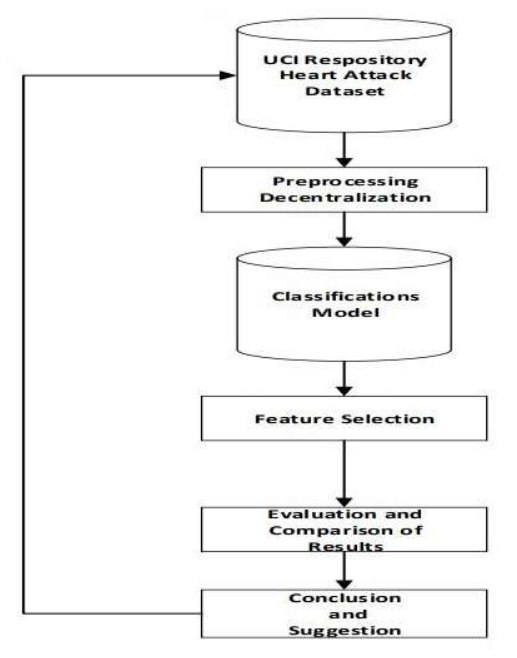 UCI Respository
Heart Attack
Dataset
Preprocessing
Decentralization
Classifications
Model
Feature Selection
Evaluation and
Comparison of
Results
Conclusion
and
Suggestion